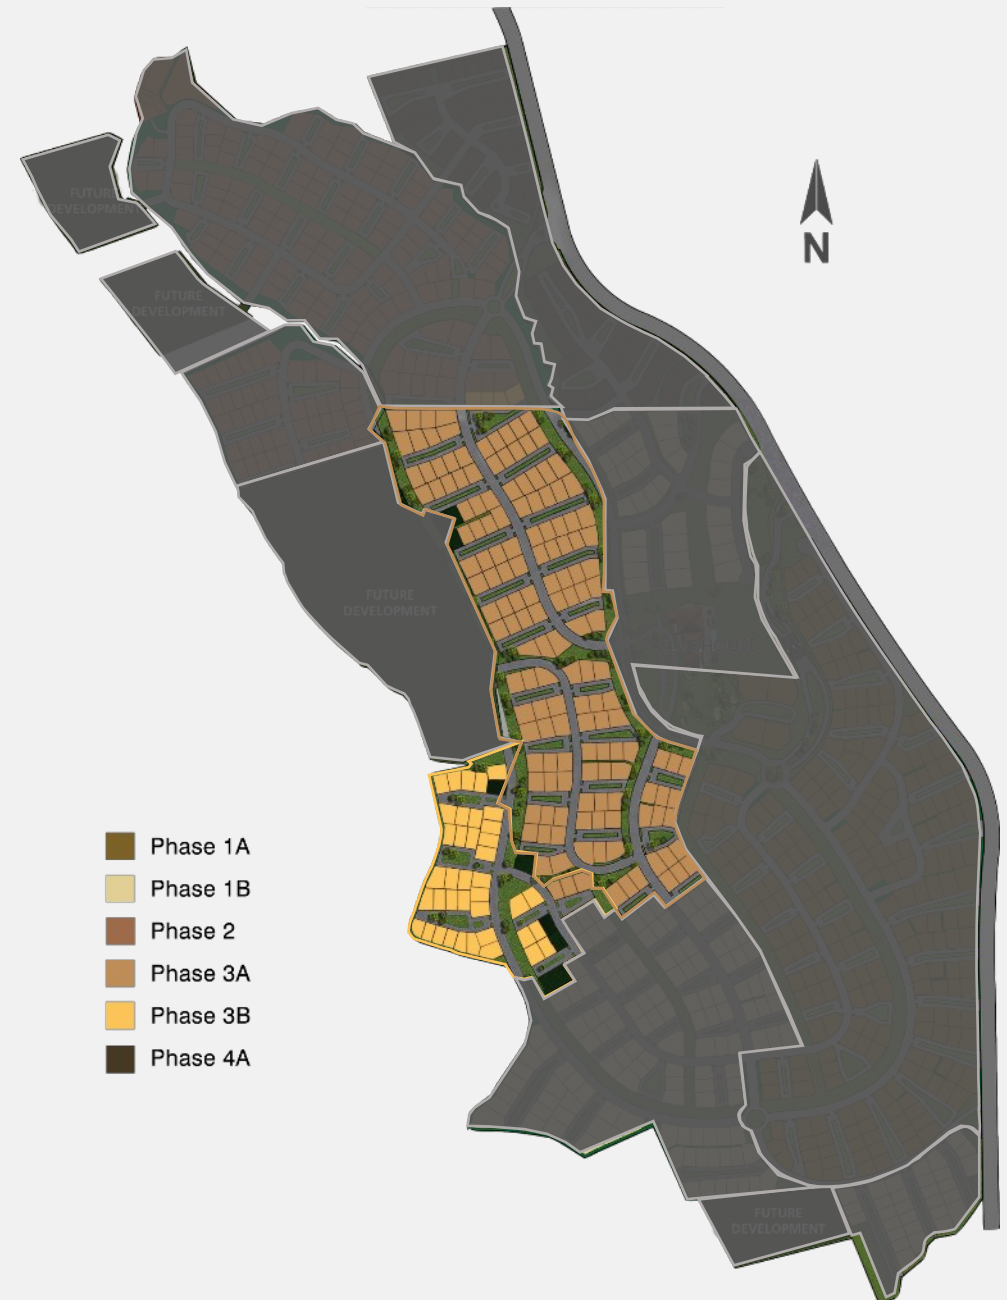 FUTURE
DEVELOPMENT
N
FUTURE
DEVELOPMENT
FUTURE
DEVELOPMENT
Phase 1A
Phase 1B
Phase 2
Phase 3A
Phase 3B
Phase 4A
FUTURE
DEVELOPMENT